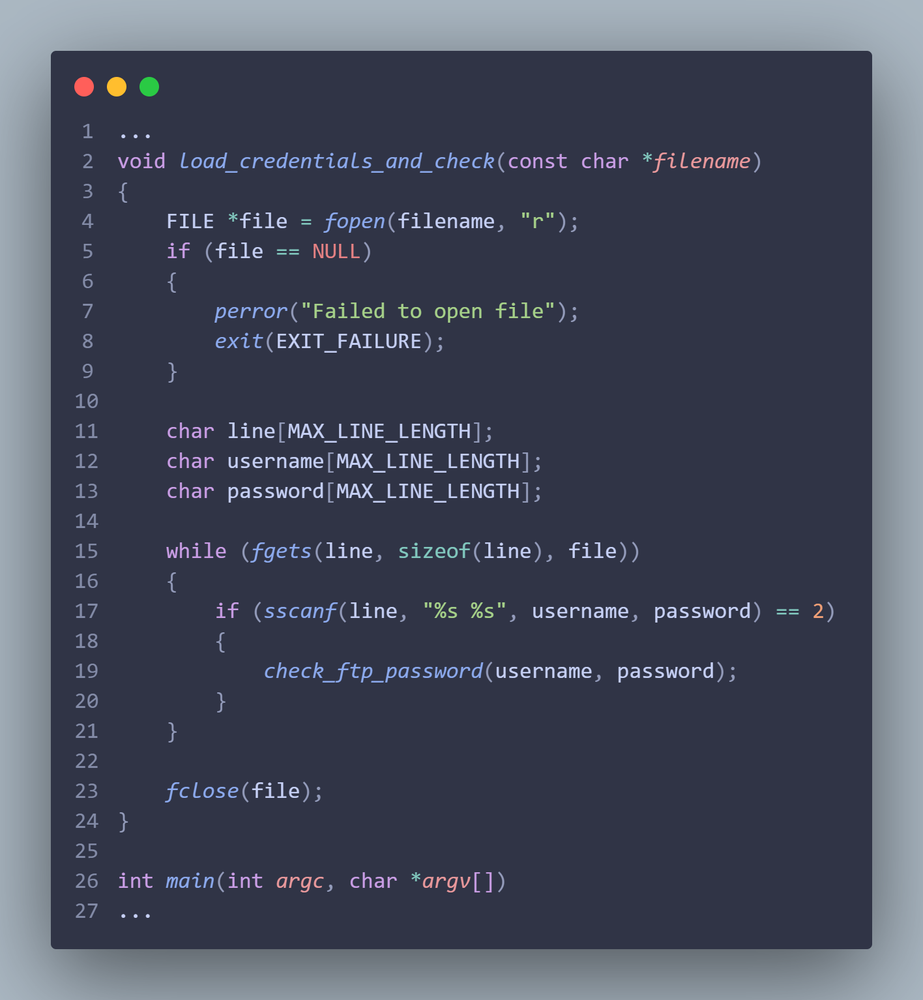 1 ...
2 void load_credentials_and_check(const char *filename)
3 {
4     FILE *file = fopen(filename, "r");
5     if (file == NULL)
6     {
7         perror("Failed to open file");
8         exit(EXIT_FAILURE);
9     }
10
11     char line[MAX_LINE_LENGTH];
12     char username[MAX_LINE_LENGTH];
13     char password[MAX_LINE_LENGTH];
14
15     while (fgets(line, sizeof(line), file))
16     {
17         if (sscanf(line, "%s %s", username, password) == 2)
18         {
19             check_ftp_password(username, password);
20         }
21     }
22
23     fclose(file);
24 }
25
26 int main(int argc, char *argv[])
27 ...